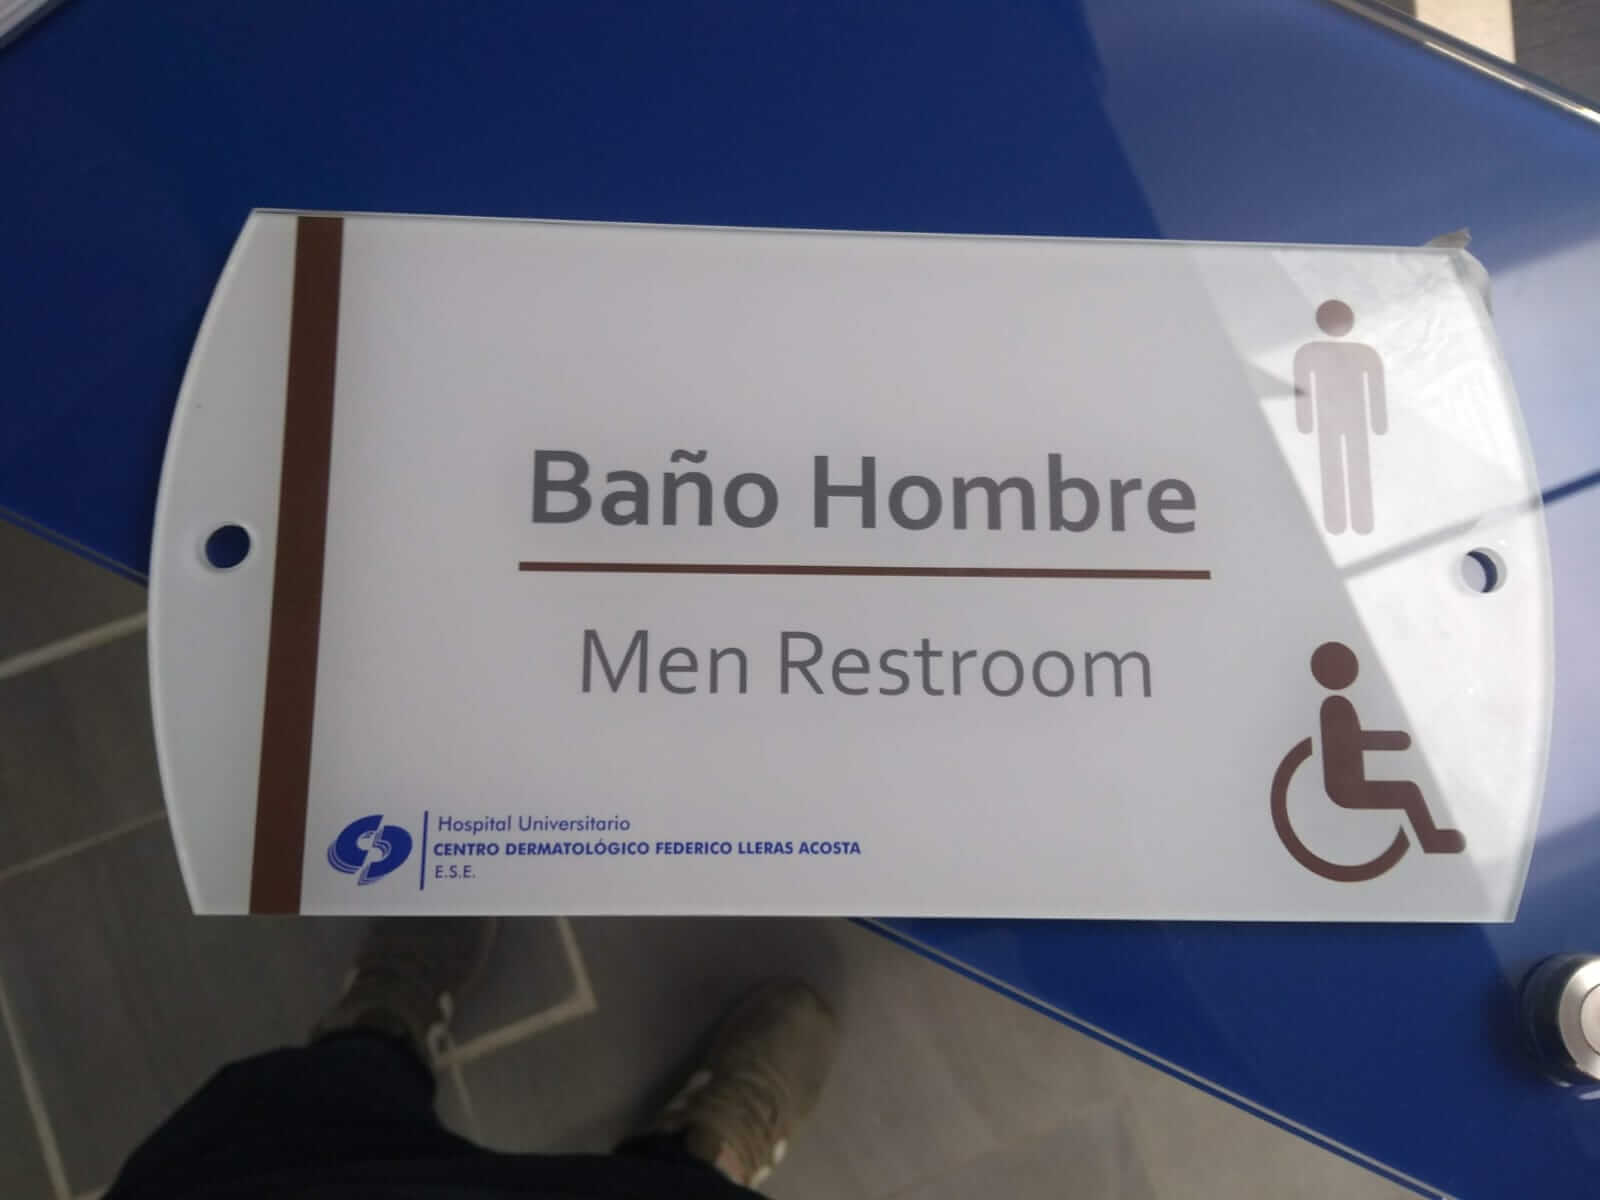 Baño Hombre
Men Restroom
Hospital Universitario
CENTRO DERMATOLÓGICO FEDERICO LLERAS ACOSTA
E.S.E.